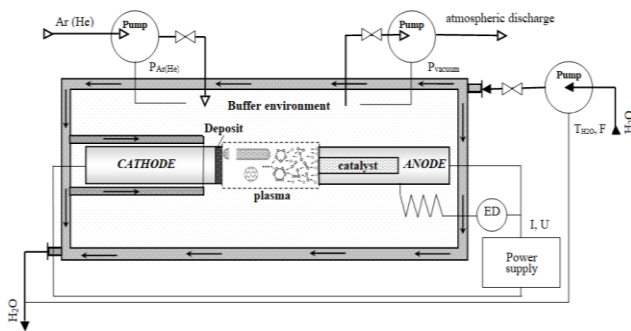 Ar (He)
Pump
P_Ar(He)
Pump
atmospheric discharge
P_vacuum
Pump
T_H2O, F
H₂O
Buffer environment
Deposit
CATHODE
plasma
catalyst
ANODE
ED
I, U
Power
supply
H₂O